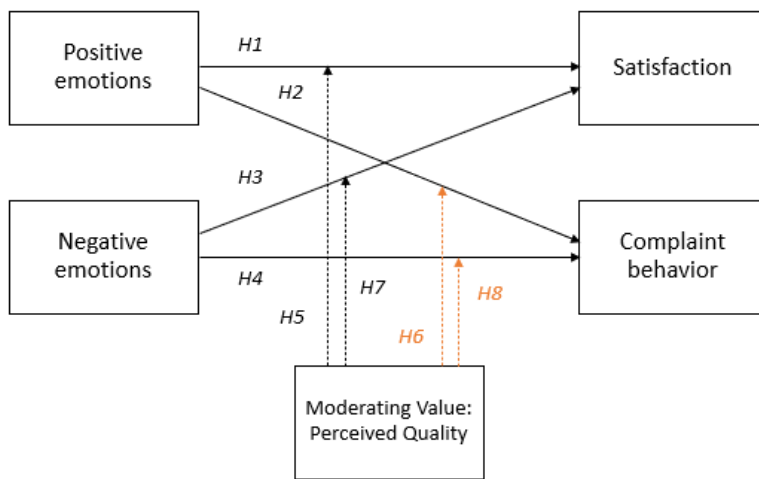 Positive
emotions
H1
H2
Satisfaction
H3
Negative
emotions
H4
H5
H7
H6
H8
Complaint
behavior
Moderating Value:
Perceived Quality